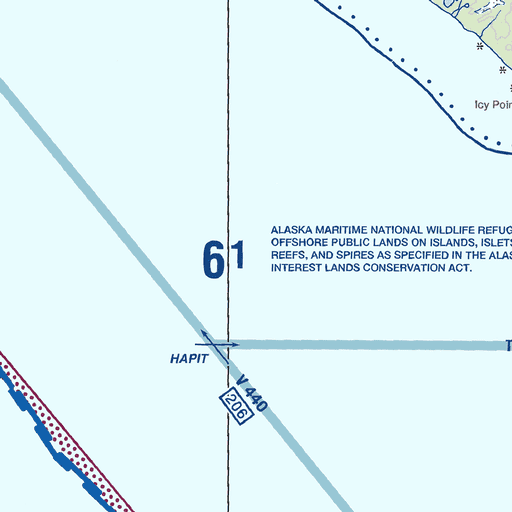 Icy Poin
ALASKA MARITIME NATIONAL WILDLIFE REFUG
OFFSHORE PUBLIC LANDS ON ISLANDS, ISLETS
REEFS, AND SPIRES AS SPECIFIED IN THE ALAS
INTEREST LANDS CONSERVATION ACT.
61
T
HAPIT
V 440
206